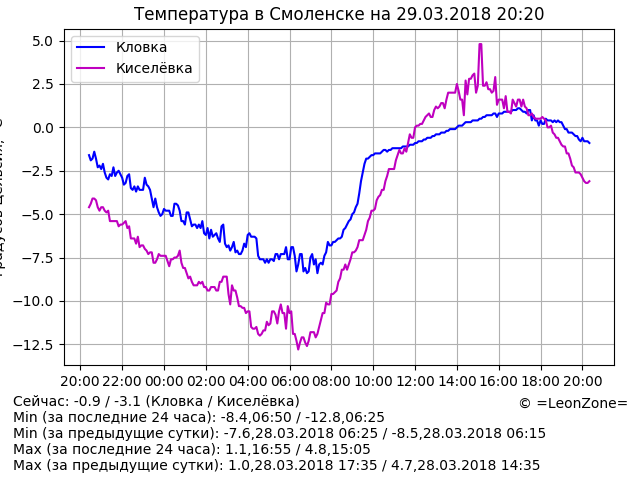 Температура в Смоленске на 29.03.2018 20:20
Кловка
Киселёвка
5.0
2.5
0.0
−2.5
−5.0
−7.5
−10.0
−12.5
20:00 22:00 00:00 02:00 04:00 06:00 08:00 10:00 12:00 14:00 16:00 18:00 20:00
Сейчас: -0.9 / -3.1 (Кловка / Киселёвка)
© =LeonZone=
Min (за последние 24 часа): -8.4,06:50 / -12.8,06:25
Min (за предыдущие сутки): -7.6,28.03.2018 06:25 / -8.5,28.03.2018 06:15
Max (за последние 24 часа): 1.1,16:55 / 4.8,15:05
Max (за предыдущие сутки): 1.0,28.03.2018 17:35 / 4.7,28.03.2018 14:35